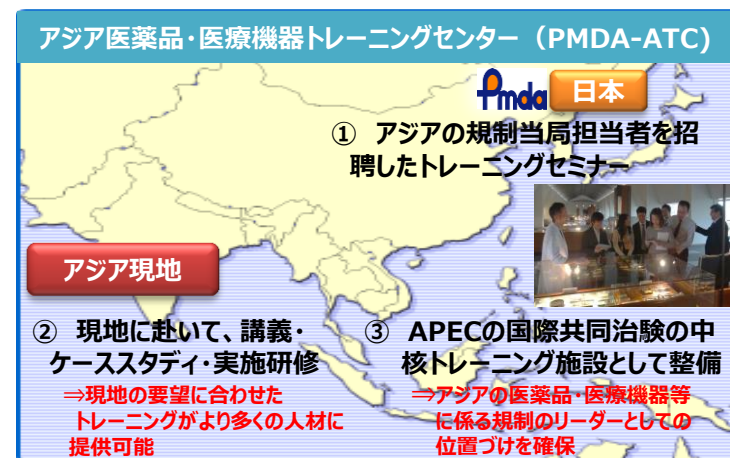 アジア医薬品・医療機器トレーニングセンター（PMDA-ATC)
Pmda
日本
① アジアの規制当局担当者を招
聘したトレーニングセミナー
アジア現地
② 現地に赴いて、講義・
ケーススタディ・実施研修
⇒現地の要望に合わせた
トレーニングがより多くの人材に
提供可能
③ APECの国際共同治験の中
核トレーニング施設として整備
⇒アジアの医薬品・医療機器等
に係る規制のリーダーとしての
位置づけを確保